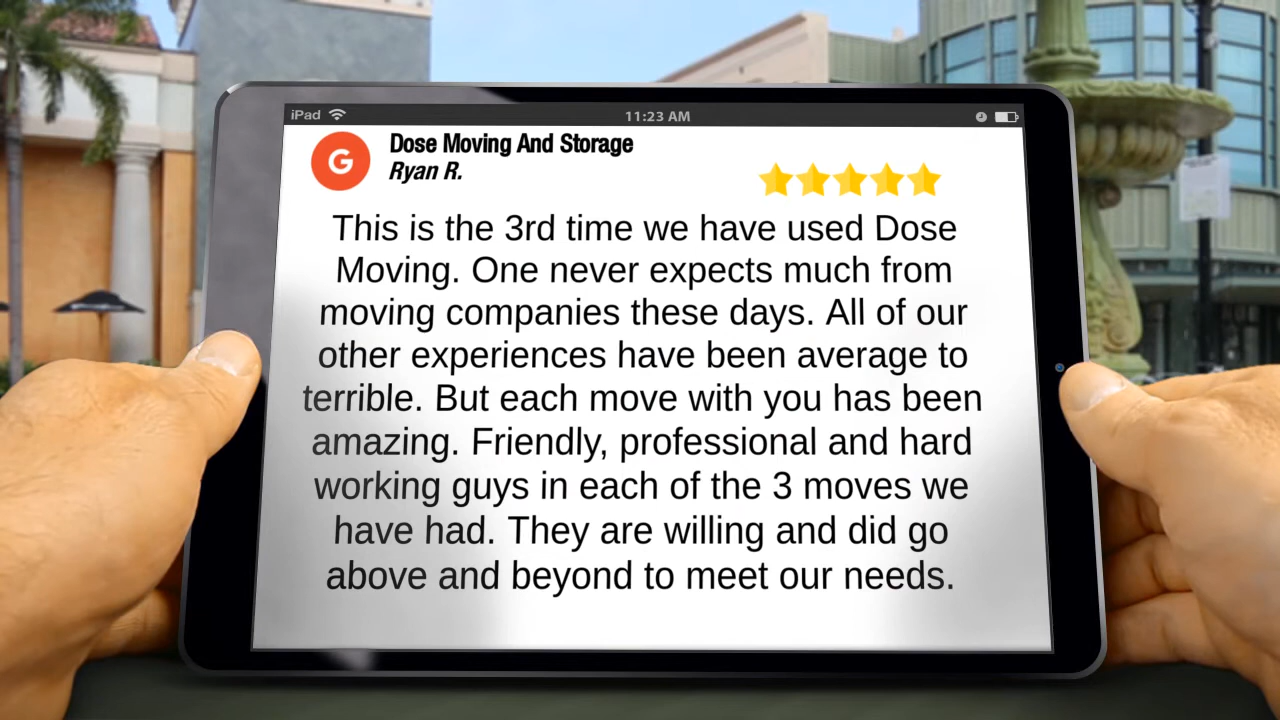 iPad 11:23 AM
G
Dose Moving And Storage
Ryan R.
This is the 3rd time we have used Dose
Moving. One never expects much from
moving companies these days. All of our
other experiences have been average to
terrible. But each move with you has been
amazing. Friendly, professional and hard
working guys in each of the 3 moves we
have had. They are willing and did go
above and beyond to meet our needs.